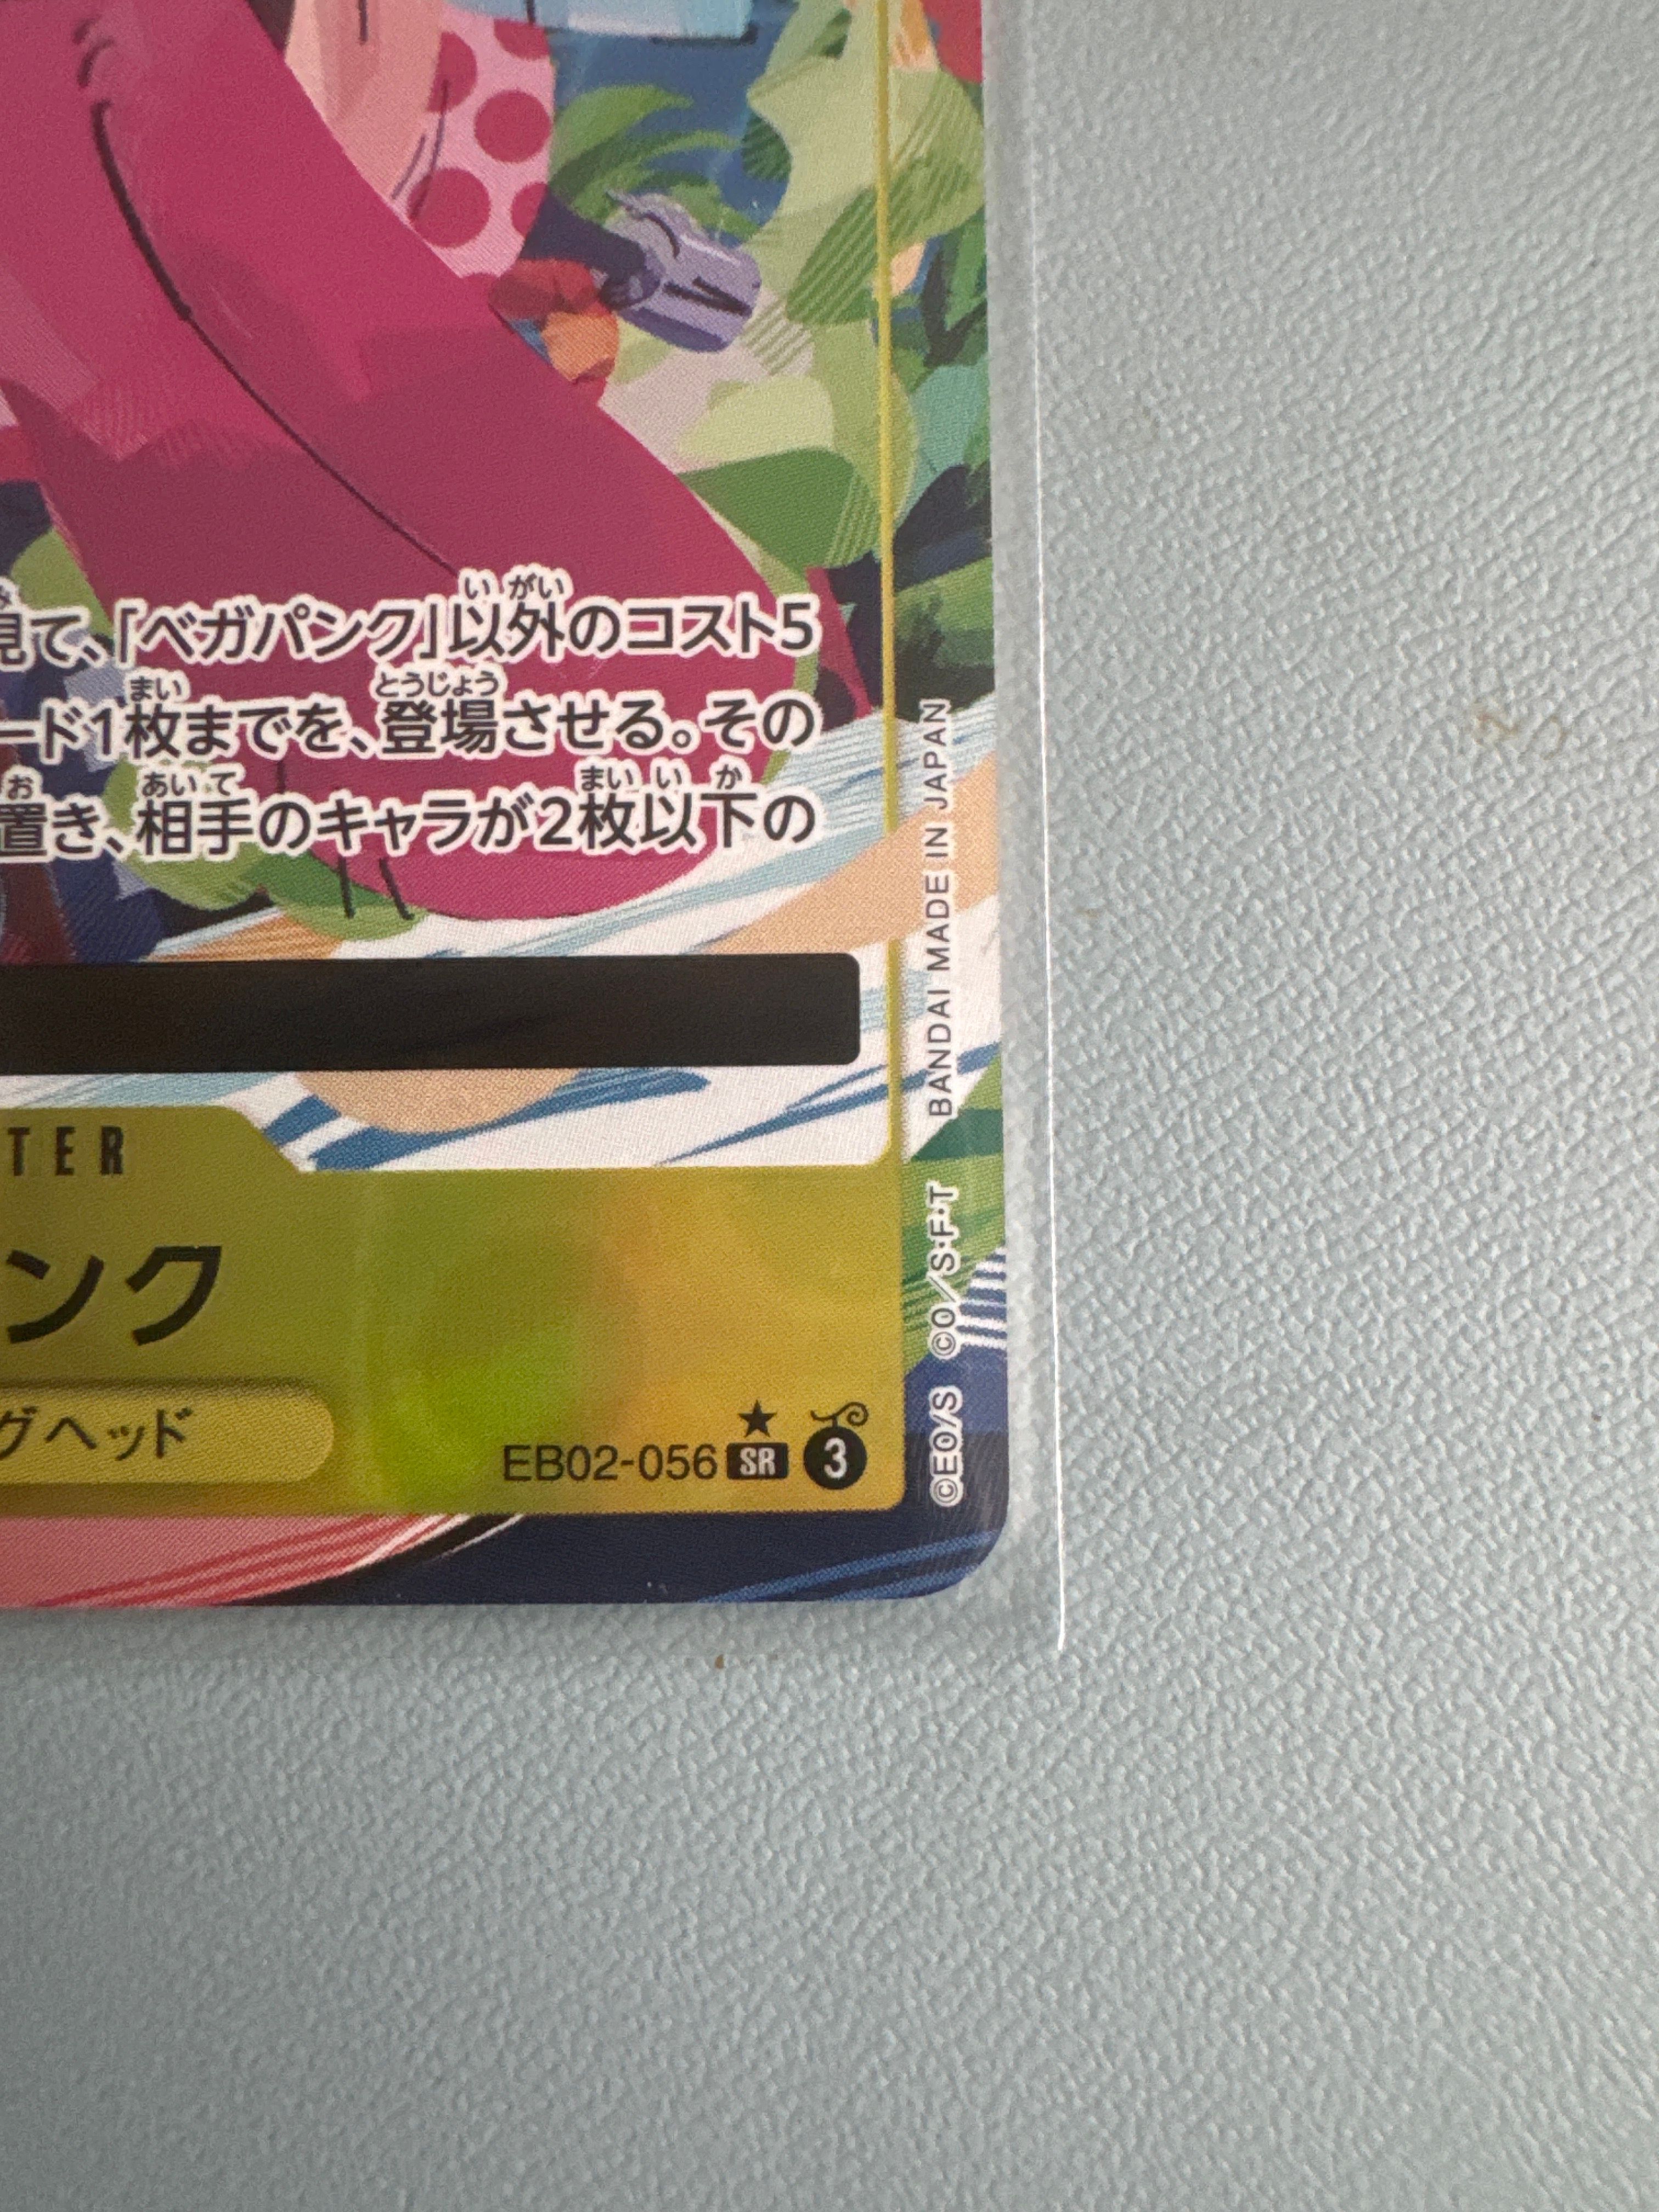 見て、「ベガパンク」以外のコスト5
ード1枚までを、登場させる。その
置き、相手のキャラが2枚以下の
TER
ンク
グヘッド
EB02-056 ★ SR 3
BANDAI MADE IN JAPAN
©O/S・F・T
©EO/S